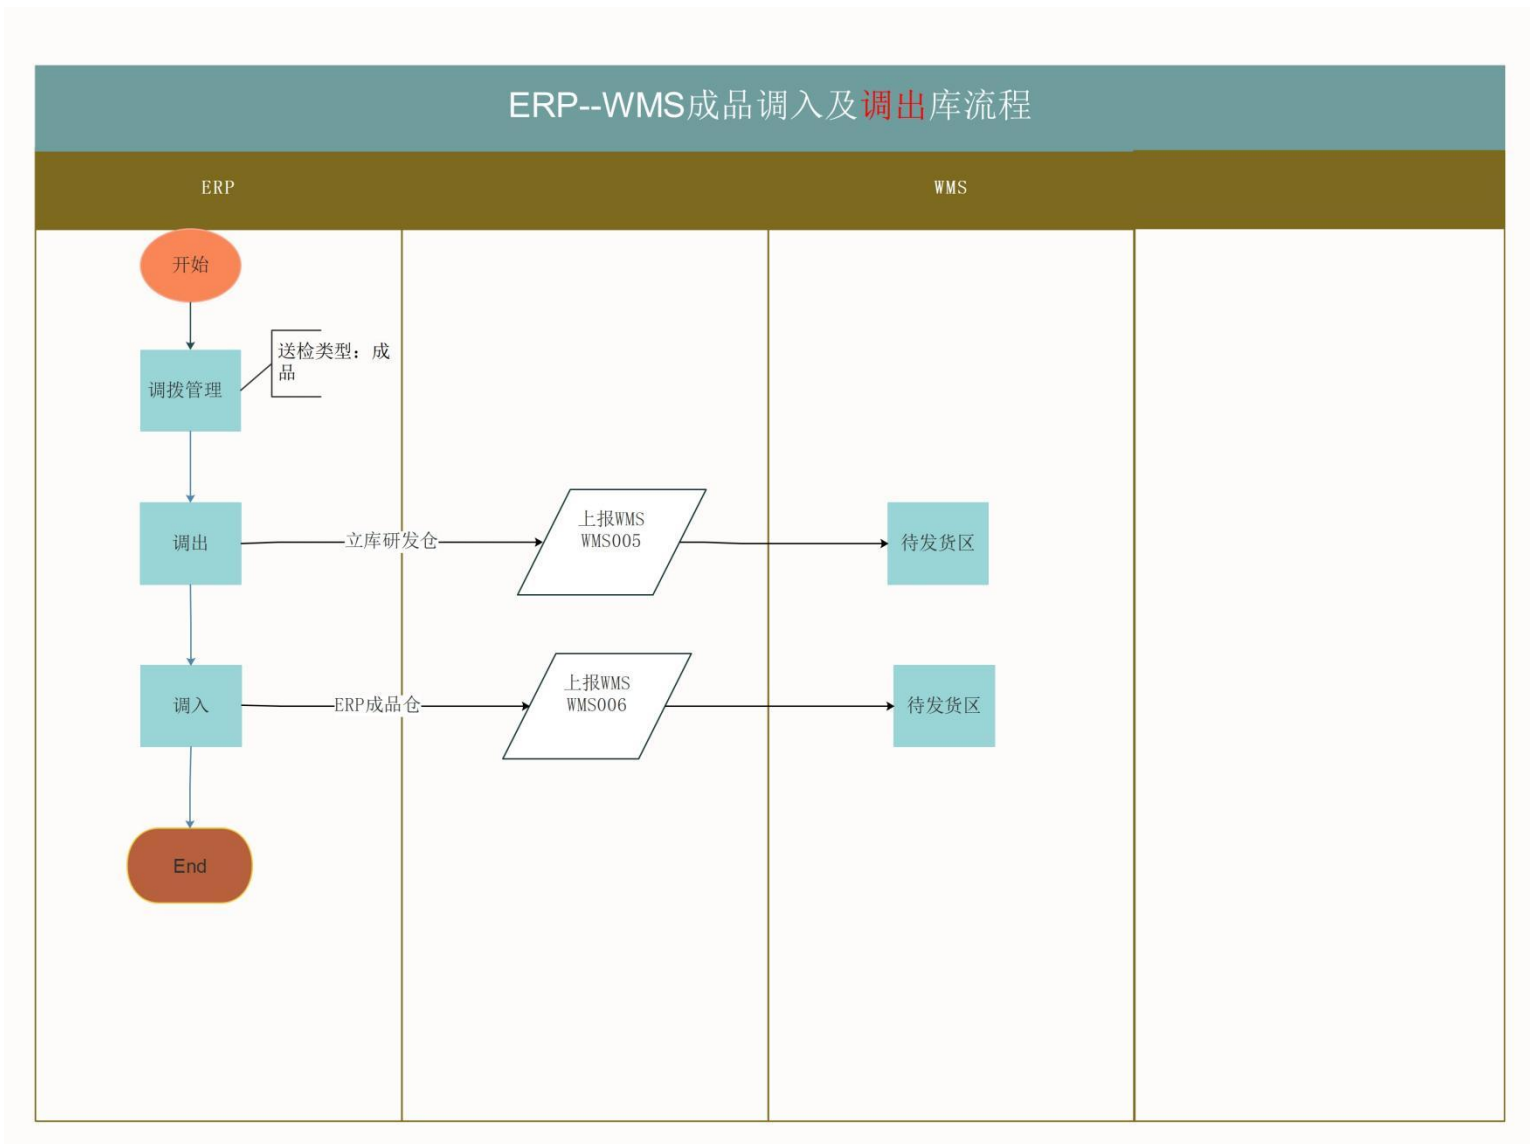 ERP--WMS成品调入及调出库流程
ERP
WMS
开始
送检类型：成
品
调拨管理
调出
立库研发仓
上报WMS
WMS005
待发货区
调入
ERP成品仓
上报WMS
WMS006
待发货区
End